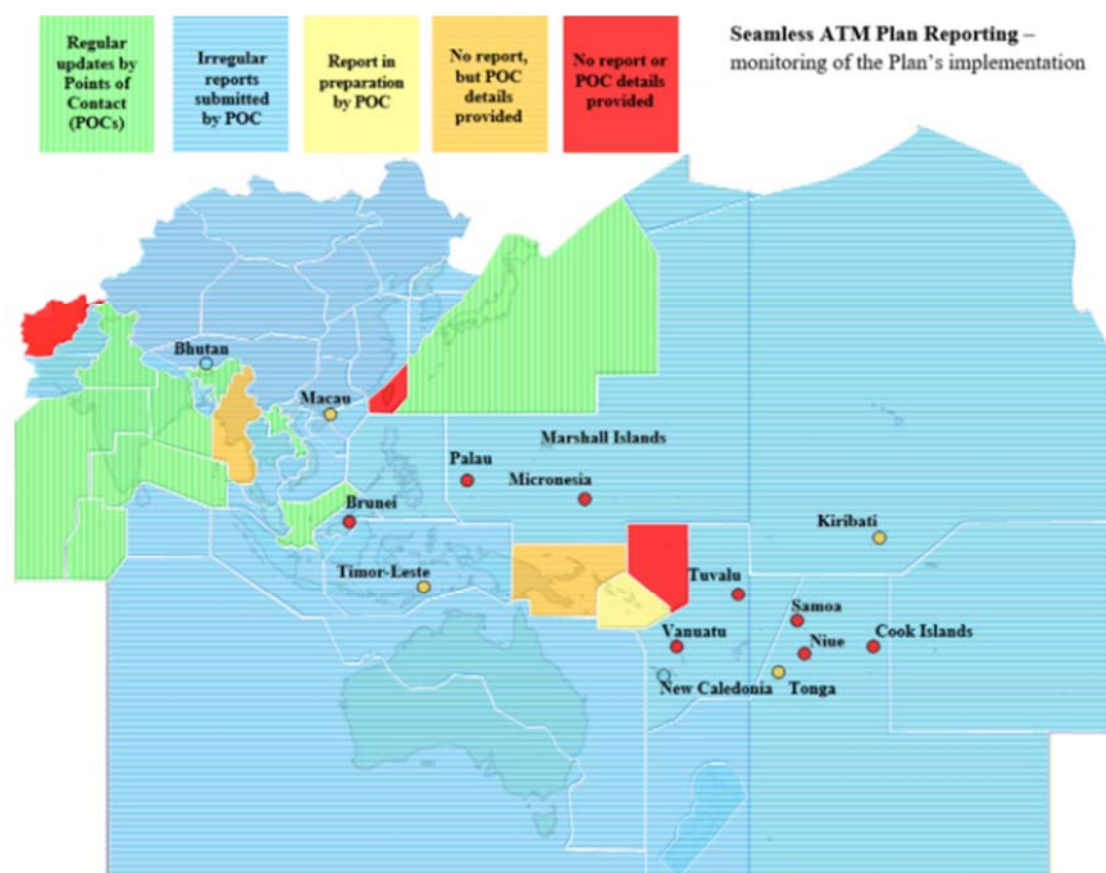 Regular
updates by
Points of
Contact
(POCs)
Irregular
reports
submitted
by POC
Report in
preparation
by POC
No report,
but POC
details
provided
No report or
POC details
provided
Seamless ATM Plan Reporting –
monitoring of the Plan's implementation
Bhutan
Macau
Marshall Islands
Palau
Micronesia
Brunei
Kiribati
Timor-Leste
Tuvalu
Samoa
Vanuatu
Niue
Cook Islands
New Caledonia
Tonga